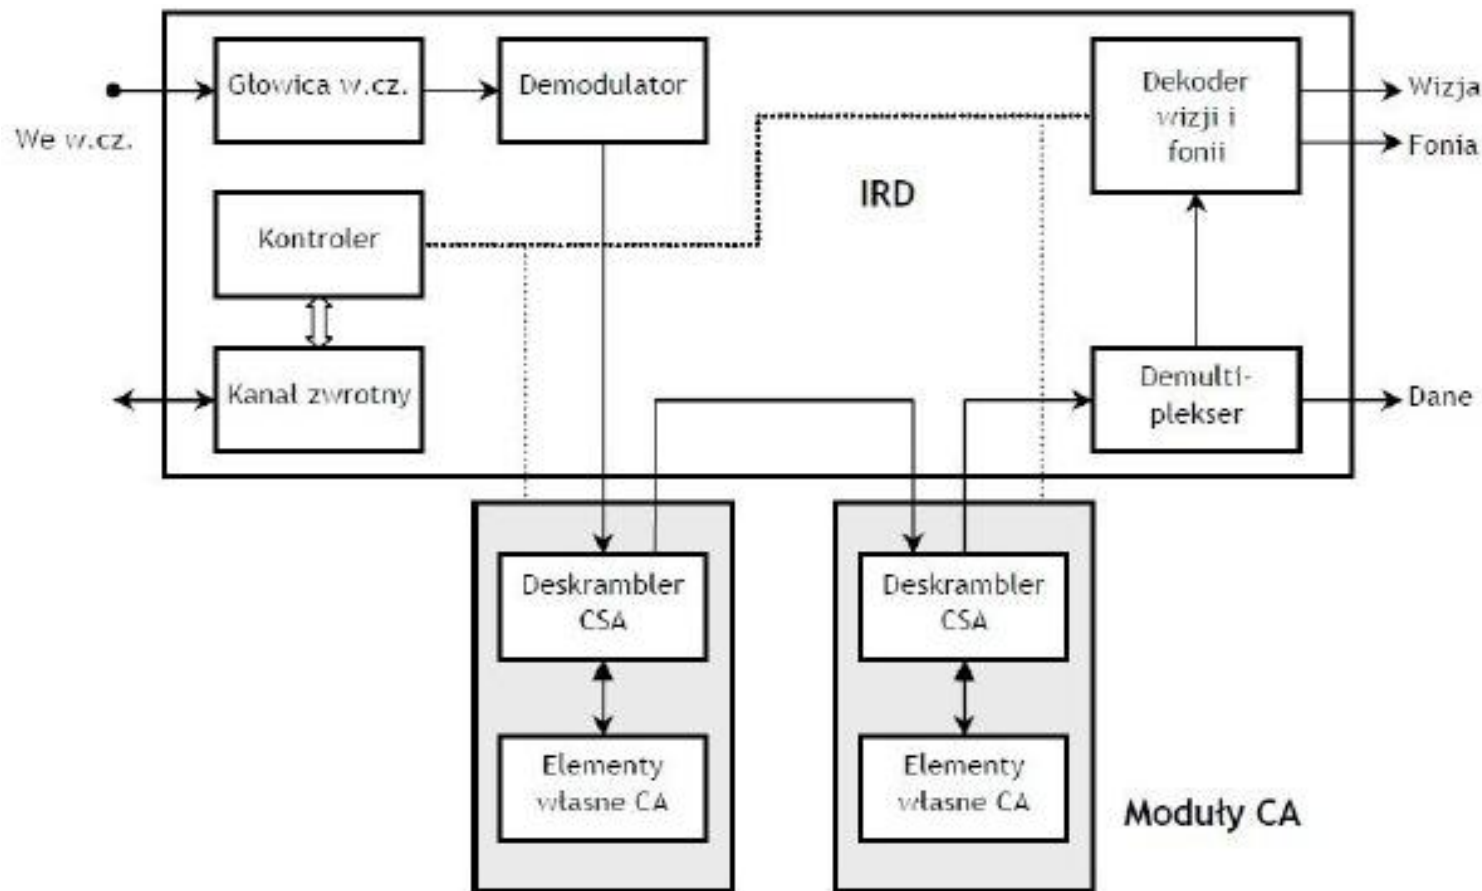 Głowica w.cz.
Demodulator
Dekoder
wizji i
fonii
Wizja
Fonia
We w.cz.
IRD
Kontroler
Kanał zwrotny
Demulti-
plekser
Dane
Deskrambler
CSA
Deskrambler
CSA
Elementy
własne CA
Elementy
własne CA
Moduły CA